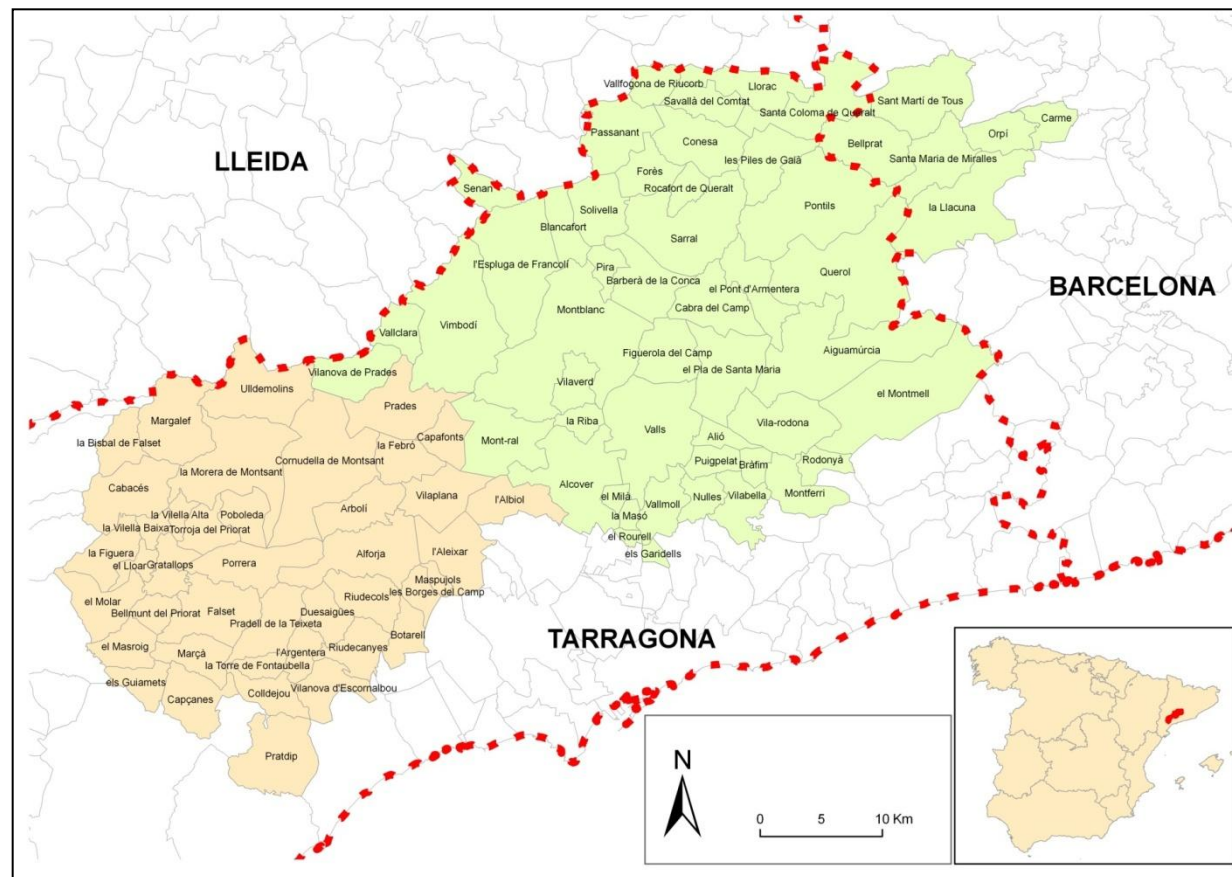 Vallfogona de Riucorb
Llorac
Sant Martí de Tous
Savallà del Comtat
Santa Coloma de Queralt
Carme
Passanant
Orpí
Conesa
Bellprat
LLEIDA
les Piles de Gaià
Santa Maria de Miralles
Forès
Senan
Rocafort de Queralt
Solivella
Pontils
la Llacuna
Blancafort
Sarral
l'Espluga de Francolí
Pira
Querol
Barberà de la Conca
el Pont d'Armentera
BARCELONA
Montblanc
Cabra del Camp
Vimbodí
Vallclara
Figuerola del Camp
Aiguamúrcia
Vilanova de Prades
el Pla de Santa Maria
Ulldemolins
Vilaverd
el Montmell
Prades
Margalef
la Riba
Vila-rodona
Valls
Alió
la Bisbal de Falset
la Febró
Capafonts
Mont-ral
Cornudella de Montsant
Puigpelat
Bràfim
Rodonyà
la Morera de Montsant
Alcover
Cabacés
Vilaplana
l'Albiol
el Milà
Vallmoll
Nulles
Vilabella
Montferri
Arbolí
la Vilella Alta
Poboleda
la Masó
la Vilella Baixa
Torroja del Priorat
el Rourell
la Figuera
Alforja
l'Aleixar
els Garidells
el Lloar
Gratallops
Porrera
Maspujols
les Borges del Camp
Riudecols
el Molar
Bellmunt del Priorat
Falset
Duesaigües
Pradell de la Teixeta
Botarell
TARRAGONA
el Masroig
Marçà
l'Argentera
Riudecanyes
la Torre de Fontaubella
els Guiamets
Capçanes
Colldejou
Vilanova d'Escornalbou
Pratdip
N
0 5 10 Km